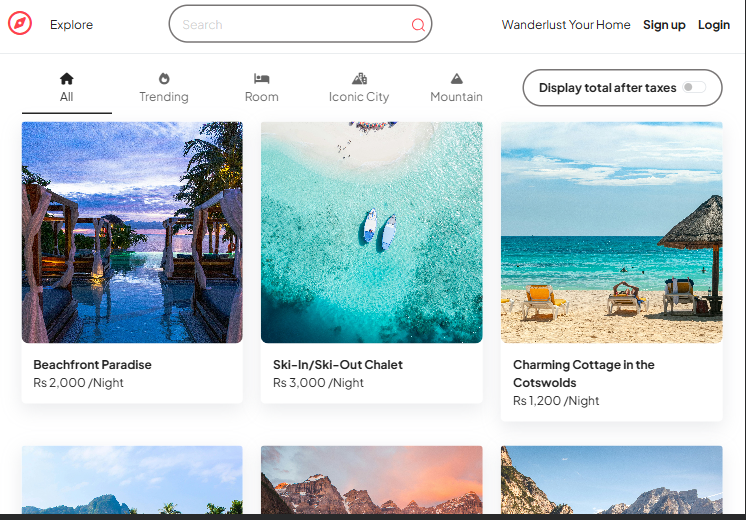 Explore
Search
Wanderlust Your Home
Sign up
Login
All
Trending
Room
Iconic City
Mountain
Display total after taxes
Beachfront Paradise
Rs 2,000 /Night
Ski-In/Ski-Out Chalet
Rs 3,000 /Night
Charming Cottage in the
Cotswolds
Rs 1,200 /Night